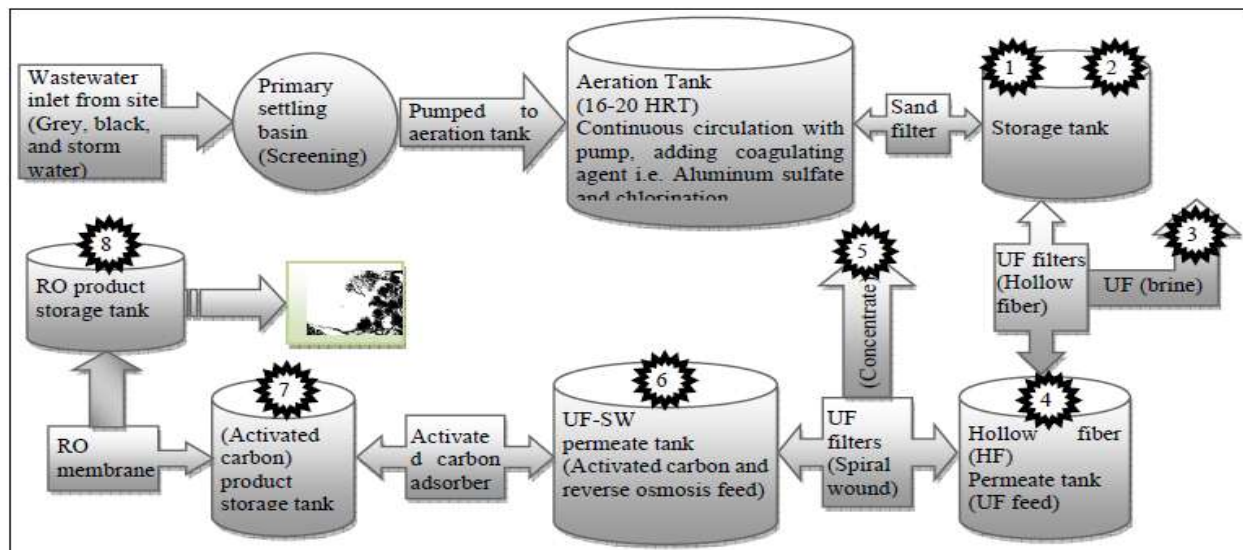 Wastewater
inlet from site
(Grey, black,
and storm
water)
Primary
settling
basin
(Screening)
Pumped to
aeration tank
Aeration Tank
(16-20 HRT)
Continuous circulation with
pump, adding coagulating
agent i.e. Aluminum sulfate
and chlorination
Sand
filter
1
2
Storage tank
8
RO product
storage tank
5
(Concentrate)
UF filters
(Hollow
fiber)
3
UF (brine)
RO
membrane
7
(Activated
carbon)
product
storage tank
Activate
d carbon
adsorber
6
UF-SW
permeate tank
(Activated carbon and
reverse osmosis feed)
UF
filters
(Spiral
wound)
4
Hollow fiber
(HF)
Permeate tank
(UF feed)